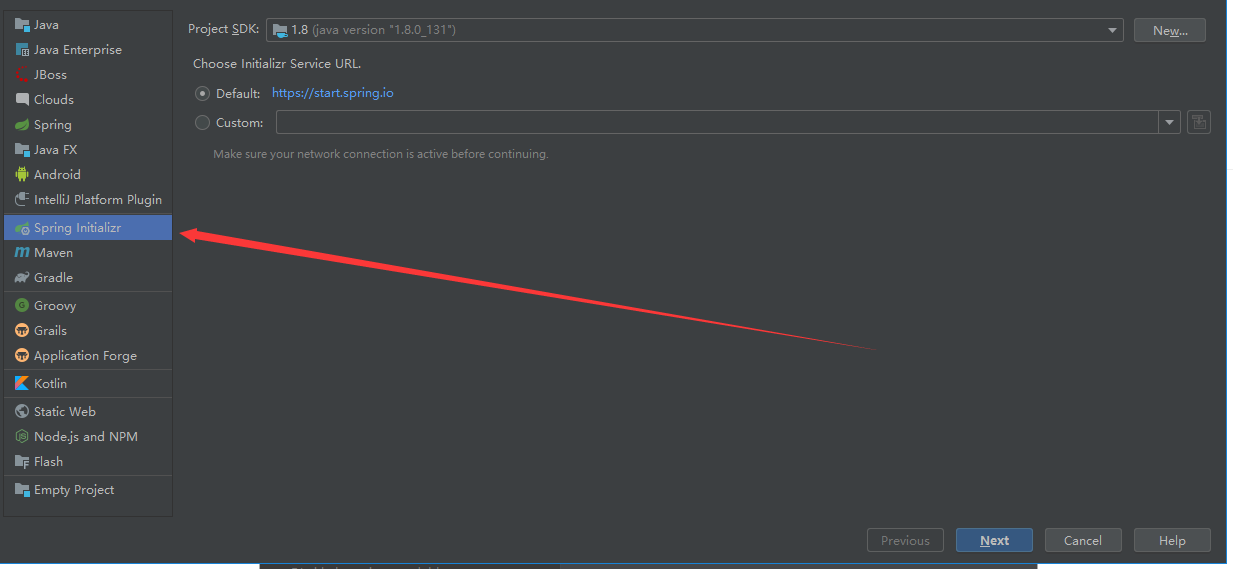 Java
Java Enterprise
JBoss
Clouds
Spring
Java FX
Android
IntelliJ Platform Plugin
Spring Initializr
Maven
Gradle
Groovy
Grails
Application Forge
Kotlin
Static Web
Node.js and NPM
Flash
Empty Project
Project SDK: 1.8 (java version "1.8.0_131") New...
Choose Initializr Service URL.
Default: https://start.spring.io
Custom:
Make sure your network connection is active before continuing.
Previous Next Cancel Help